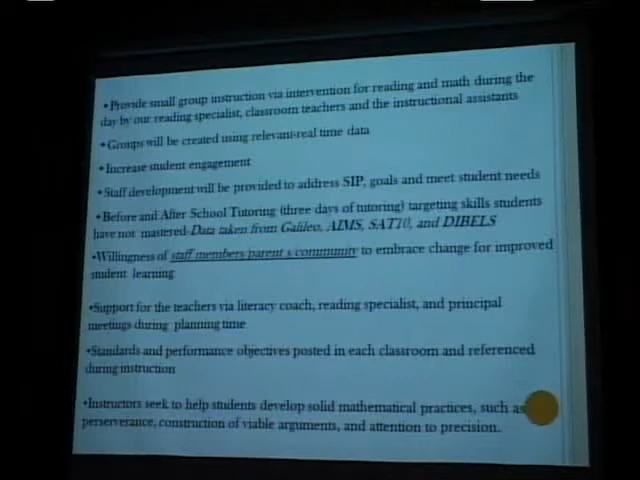 •Provide small group instruction via intervention for reading and math during the
day by our reading specialist, classroom teachers and the instructional assistants
•Groups will be created using relevant-real time data
•Increase student engagement
•Staff development will be provided to address SIP, goals and meet student needs
•Before and After School Tutoring (three days of tutoring) targeting skills students
have not mastered-Data taken from Galileo, AIMS, SAT10, and DIBELS
•Willingness of staff members/parent s/community to embrace change for improved
student learning
•Support for the teachers via literacy coach, reading specialist, and principal
meetings during planning time
•Standards and performance objectives posted in each classroom and referenced
during instruction
•Instructors seek to help students develop solid mathematical practices, such as
perseverance, construction of viable arguments, and attention to precision.